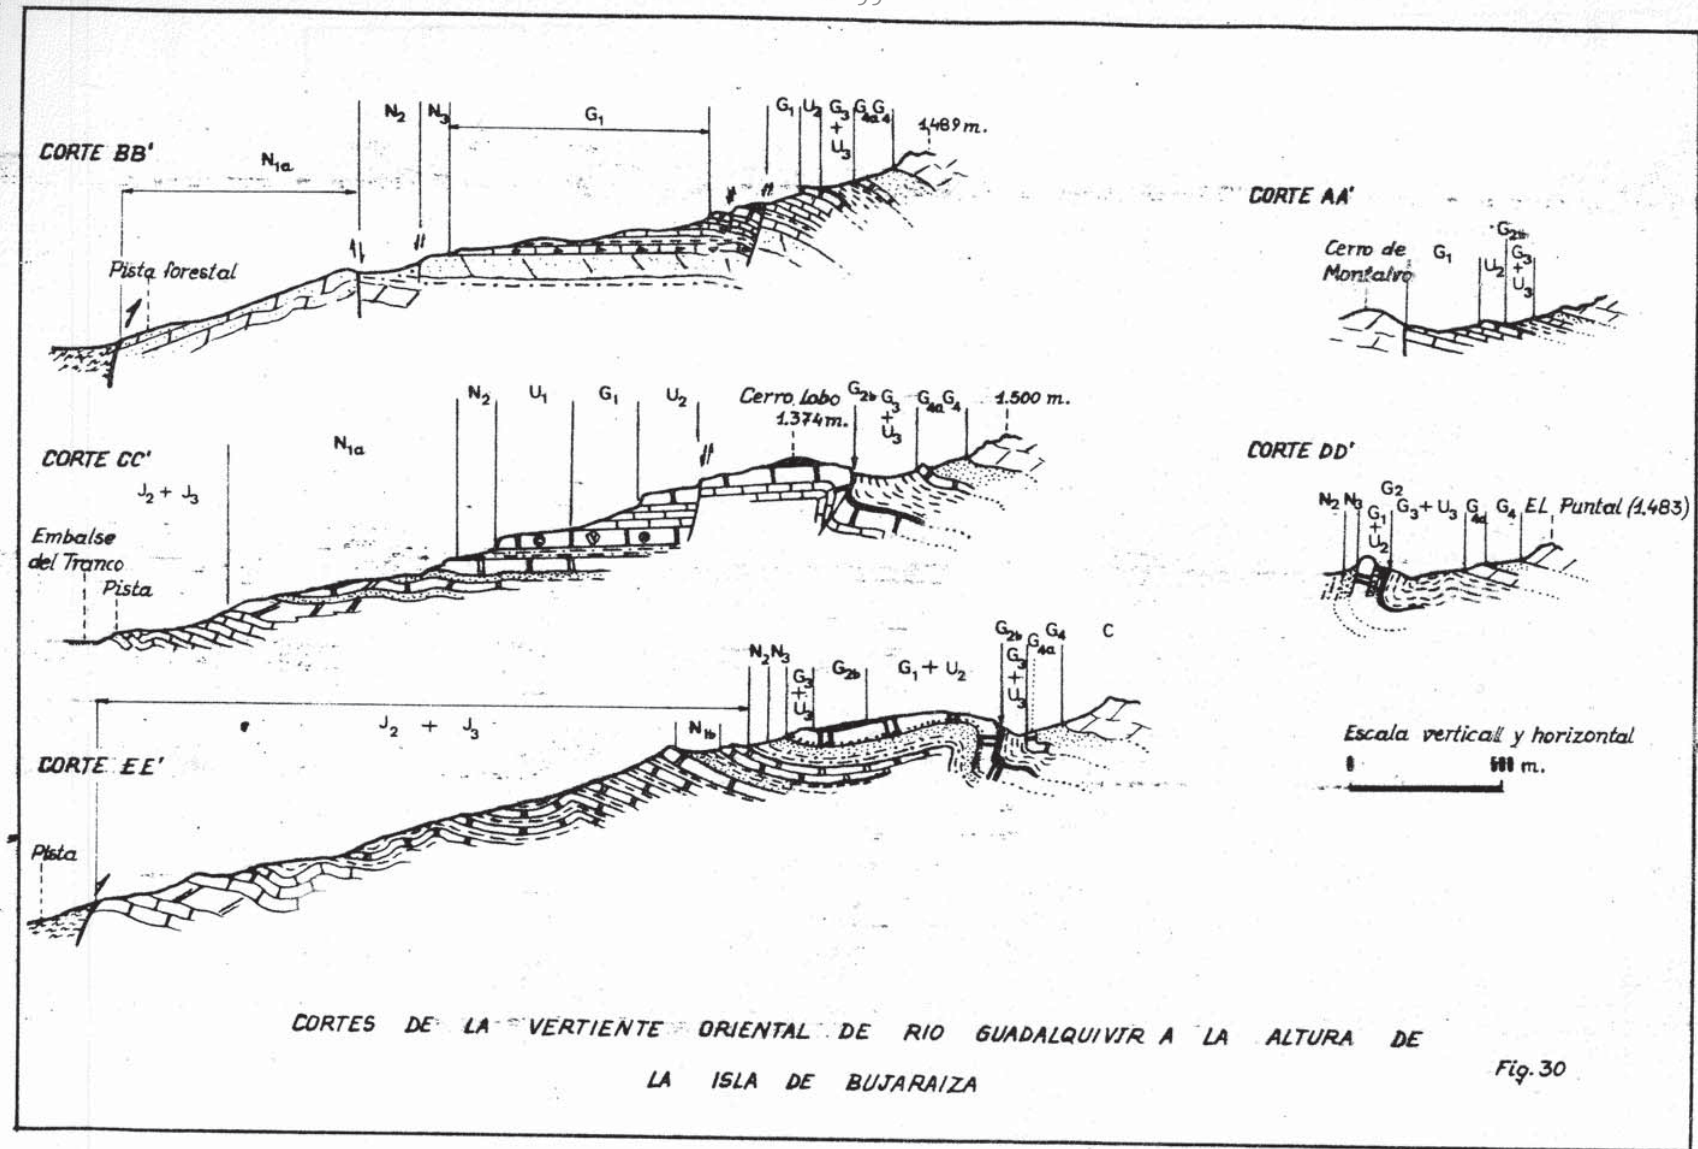 CORTE BB'
N₁ₐ
N₂
N₃
G₁
G₁ U₂ G₃ + U₃ G₄ₐ G₄
1,489 m.
Pista forestal
CORTE AA'
Cerro de
Montalvo
G₁
U₂
G₂b
G₃ + U₃
CORTE CC'
J₂ + J₃
N₁ₐ
N₂ U₁ G₁ U₂
Cerro Lobo
1.374 m.
G₂b G₃ + U₃ G₄ₐ G₄
1.500 m.
Embalse
del Tranco
Pista
CORTE DD'
N₂ N₃ G₁ + U₂ G₂ G₃ + U₃ G₄ₐ G₄ EL Puntal (1.483)
CORTE EE'
J₂ + J₃
N₁b
N₂ N₃ G₃ + U₃ G₂b G₁ + U₂ G₂b G₃ + U₃ G₄ₐ G₄ C
Pista
Escala vertical y horizontal
0 500 m.
CORTES DE LA VERTIENTE ORIENTAL DE RIO GUADALQUIVIR A LA ALTURA DE
LA ISLA DE BUJARAIZA
Fig. 30